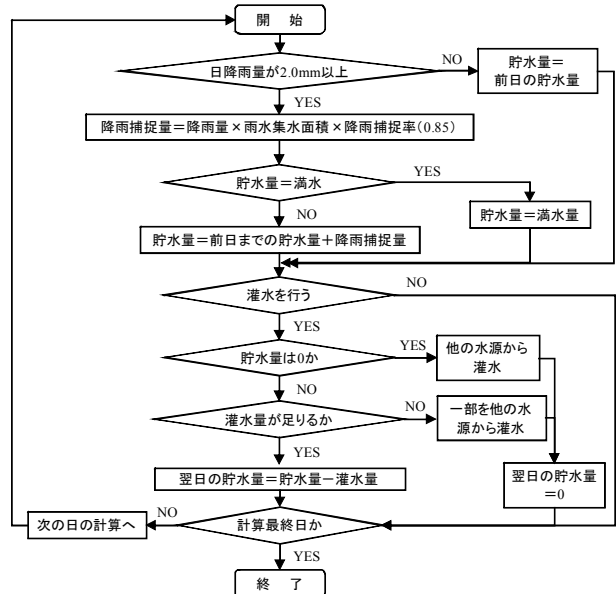 開　始
日降雨量が2.0mm以上
NO
貯水量＝
前日の貯水量
YES
降雨捕捉量＝降雨量×雨水集水面積×降雨捕捉率（0.85）
貯水量＝満水
YES
貯水量＝満水量
NO
貯水量＝前日までの貯水量＋降雨捕捉量
灌水を行う
NO
YES
貯水量は0か
YES
他の水源から
灌水
NO
灌水量が足りるか
NO
一部を他の水
源から灌水
YES
翌日の貯水量＝貯水量－灌水量
翌日の貯水量
＝0
次の日の計算へ
NO
計算最終日か
YES
終　了